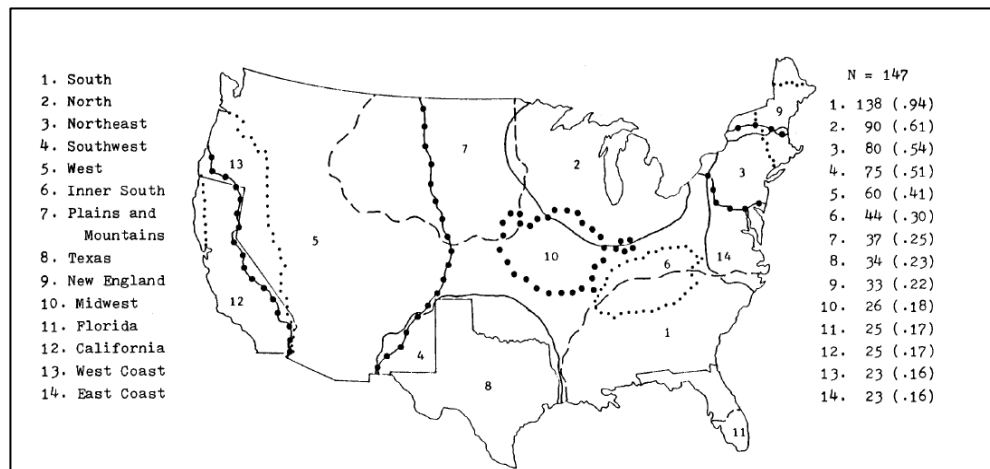 1. South
2. North
3. Northeast
4. Southwest
5. West
6. Inner South
7. Plains and
Mountains
8. Texas
9. New England
10. Midwest
11. Florida
12. California
13. West Coast
14. East Coast
13
5
12
7
2
10
4
8
6
1
14
3
9
11
N = 147
1. 138 (.94)
2. 90 (.61)
3. 80 (.54)
4. 75 (.51)
5. 60 (.41)
6. 44 (.30)
7. 37 (.25)
8. 34 (.23)
9. 33 (.22)
10. 26 (.18)
11. 25 (.17)
12. 25 (.17)
13. 23 (.16)
14. 23 (.16)